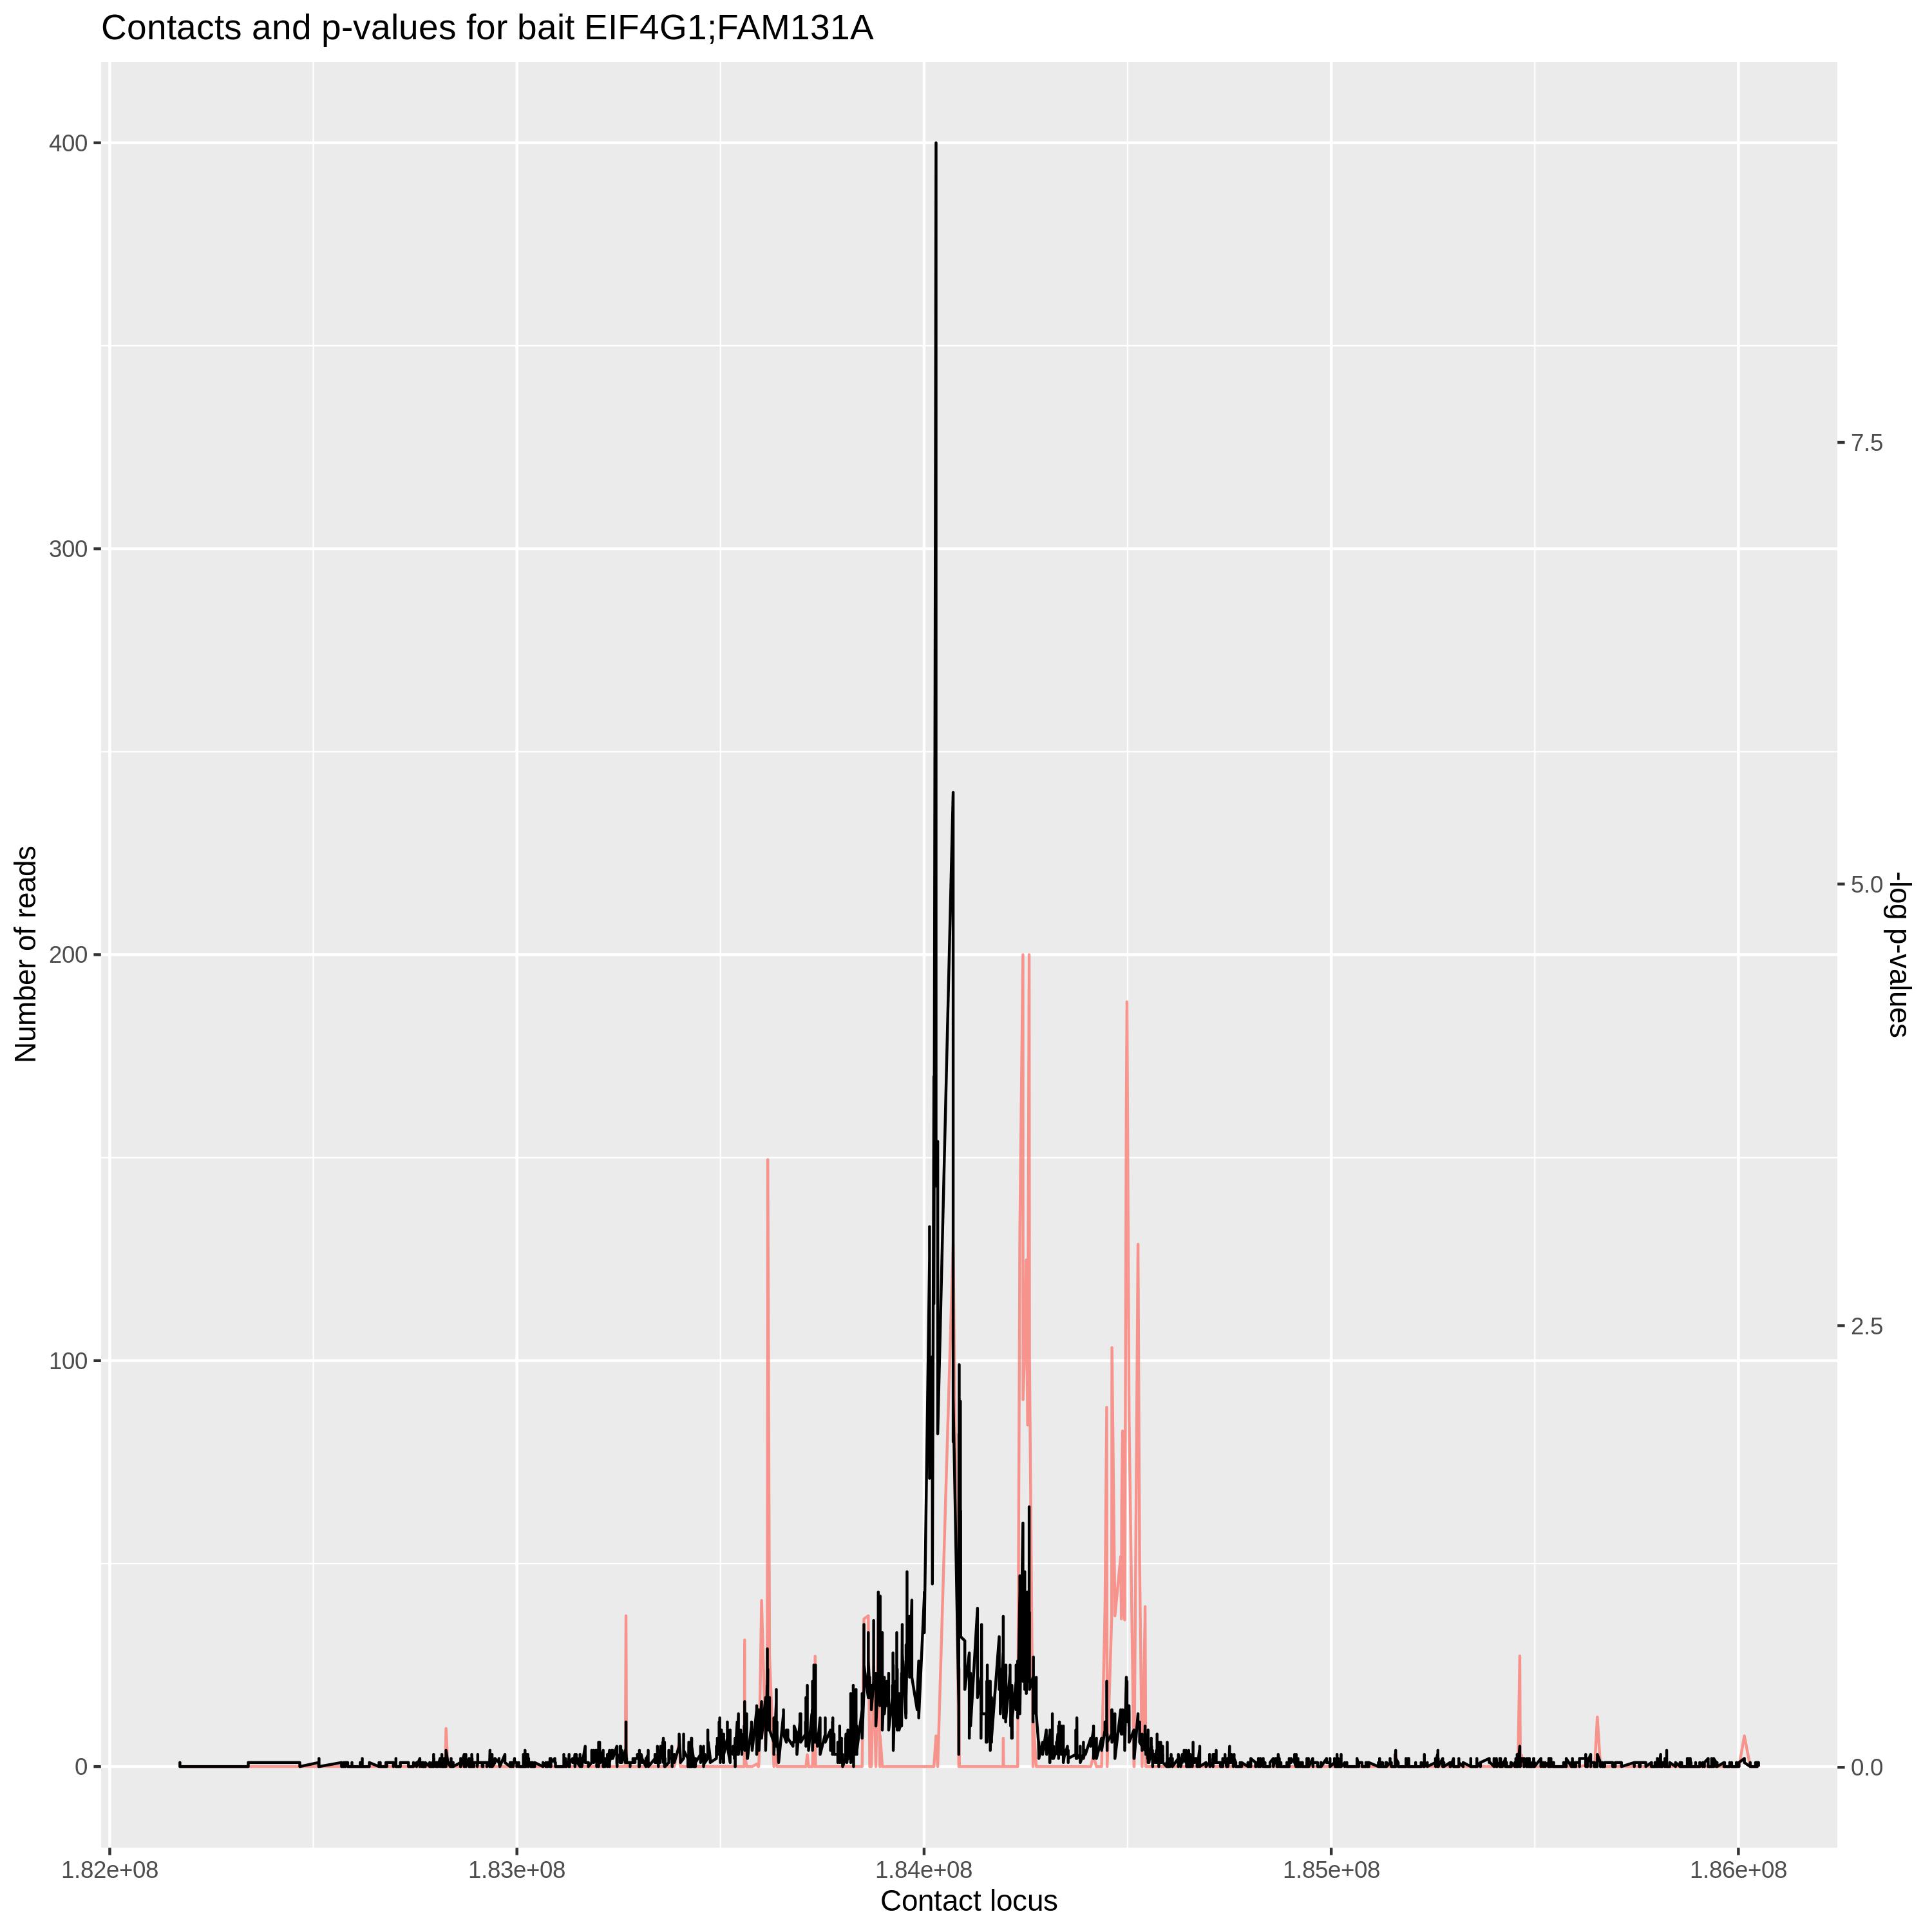 Contacts and p-values for bait EIF4G1;FAM131A
400
300
200
100
0
Number of reads
7.5
5.0
2.5
0.0
-log p-values
1.82e+08
1.83e+08
1.84e+08
1.85e+08
1.86e+08
Contact locus